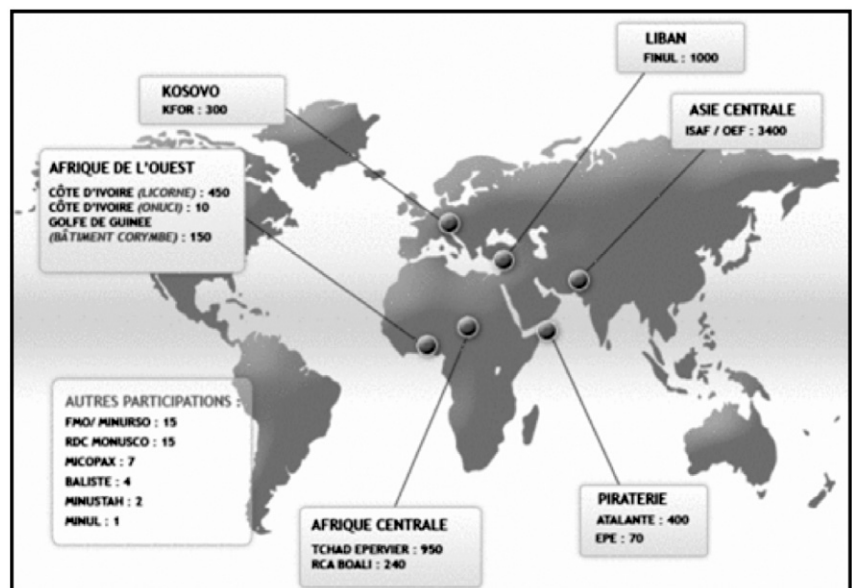 LIBAN
FINUL : 1000
KOSOVO
KFOR : 300
ASIE CENTRALE
ISAF / OEF : 3400
AFRIQUE DE L'OUEST
CÔTE D'IVOIRE (LICORNE) : 450
CÔTE D'IVOIRE (ONUCI) : 10
GOLFE DE GUINEE
(BÂTIMENT CORYMBE) : 150
AUTRES PARTICIPATIONS :
FMO/ MINURSO : 15
RDC MONUSCO : 15
MICOPAX : 7
BALISTE : 4
MINUSTAH : 2
MINUL : 1
AFRIQUE CENTRALE
TCHAD EPERVIER : 950
RCA BOALI : 240
PIRATERIE
ATALANTE : 400
EPE : 70